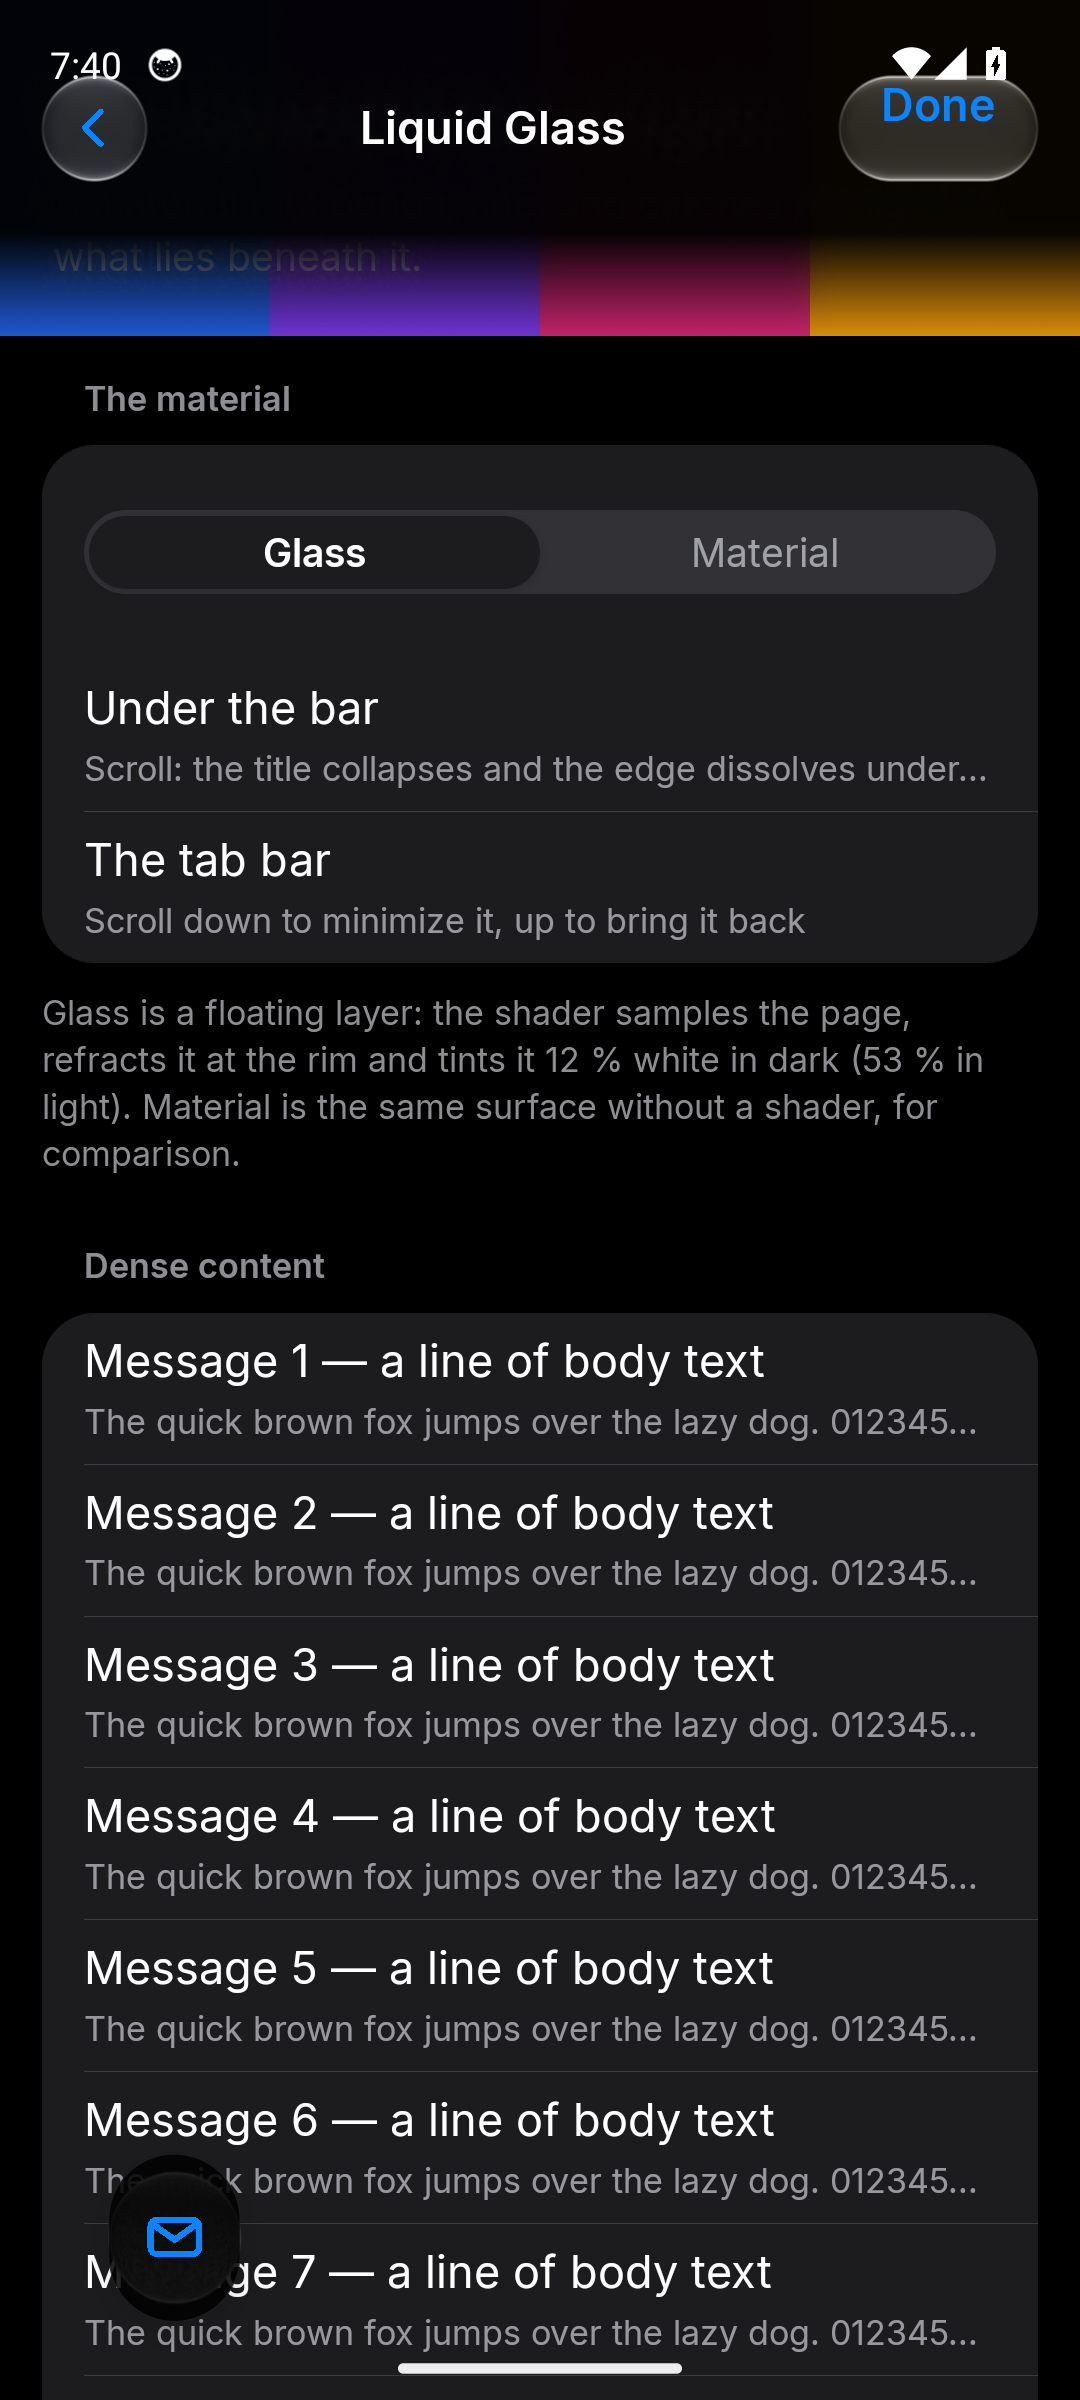 7:40
Liquid Glass
Done
what lies beneath it.
The material
Glass
Material
Under the bar
Scroll: the title collapses and the edge dissolves under...
The tab bar
Scroll down to minimize it, up to bring it back
Glass is a floating layer: the shader samples the page,
refracts it at the rim and tints it 12 % white in dark (53 % in
light). Material is the same surface without a shader, for
comparison.
Dense content
Message 1 — a line of body text
The quick brown fox jumps over the lazy dog. 012345...
Message 2 — a line of body text
The quick brown fox jumps over the lazy dog. 012345...
Message 3 — a line of body text
The quick brown fox jumps over the lazy dog. 012345...
Message 4 — a line of body text
The quick brown fox jumps over the lazy dog. 012345...
Message 5 — a line of body text
The quick brown fox jumps over the lazy dog. 012345...
Message 6 — a line of body text
The quick brown fox jumps over the lazy dog. 012345...
7 — a line of body text
The quick brown fox jumps over the lazy dog. 012345...